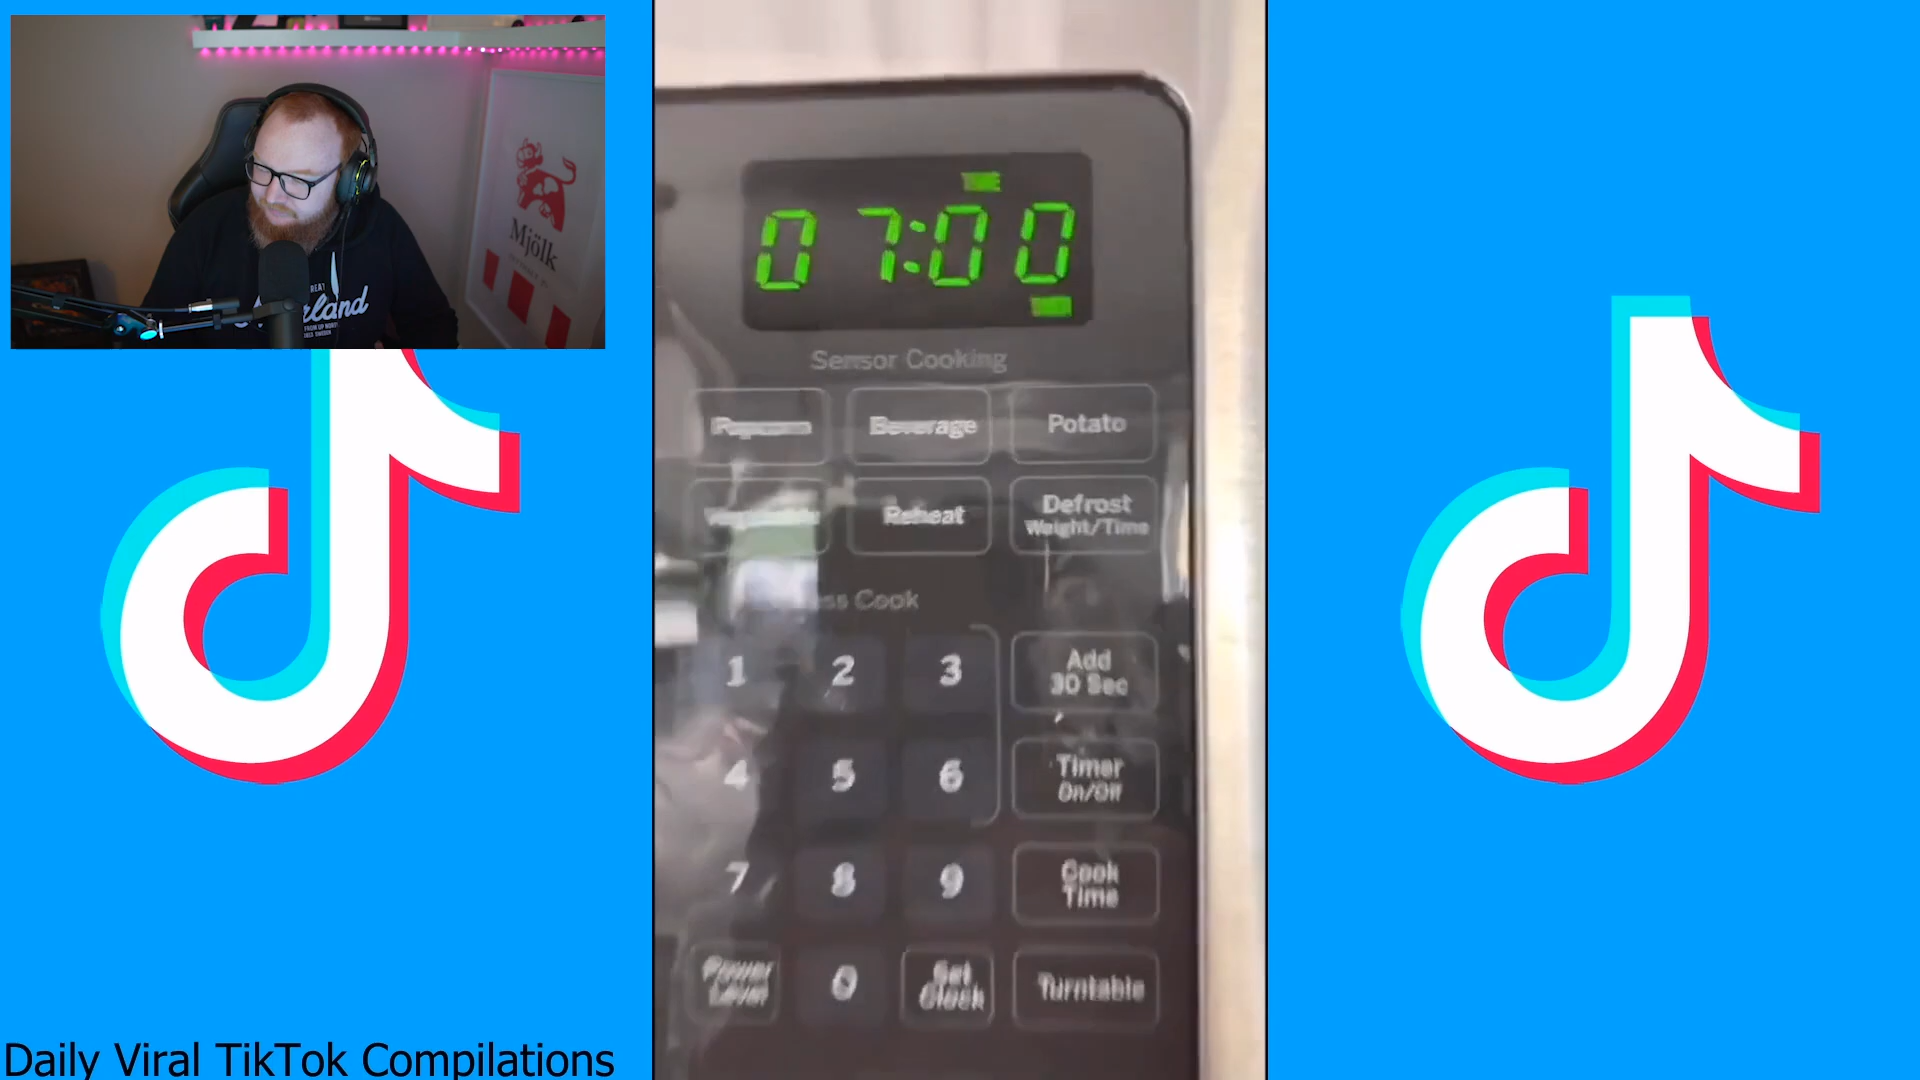 Mjölk
07:00
Sensor Cooking
Popcorn
Beverage
Potato
Reheat
Defrost
Weight/Time
ss Cook
1
2
3
Add
30 Sec
4
5
6
Timer
On/Off
7
8
9
Cook
Time
Power
Level
0
Set
Clock
Turntable
Daily Viral TikTok Compilations